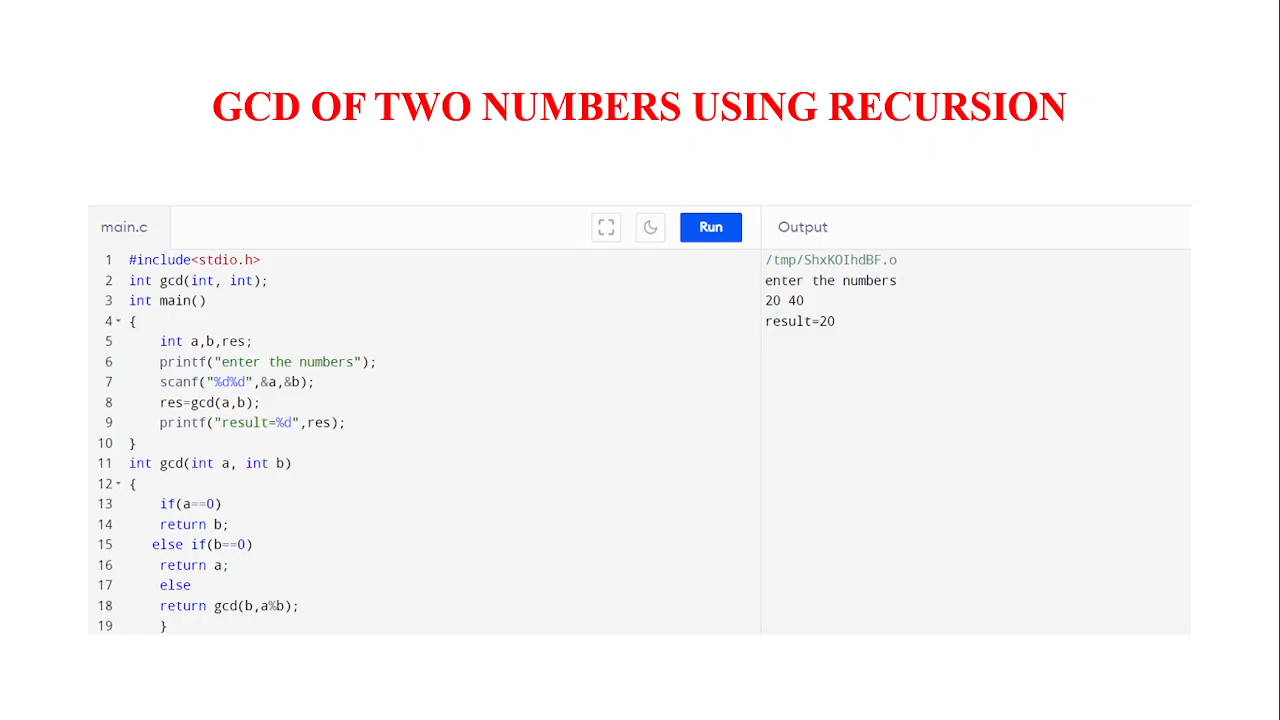 GCD OF TWO NUMBERS USING RECURSION
main.c
Run
Output
1 #include<stdio.h>
2 int gcd(int, int);
3 int main()
4 {
5 int a,b,res;
6 printf("enter the numbers");
7 scanf("%d%d",&a,&b);
8 res=gcd(a,b);
9 printf("result=%d",res);
10 }
11 int gcd(int a, int b)
12 {
13 if(a==0)
14 return b;
15 else if(b==0)
16 return a;
17 else
18 return gcd(b,a%b);
19 }
/tmp/ShxKOIhdBF.o
enter the numbers
20 40
result=20